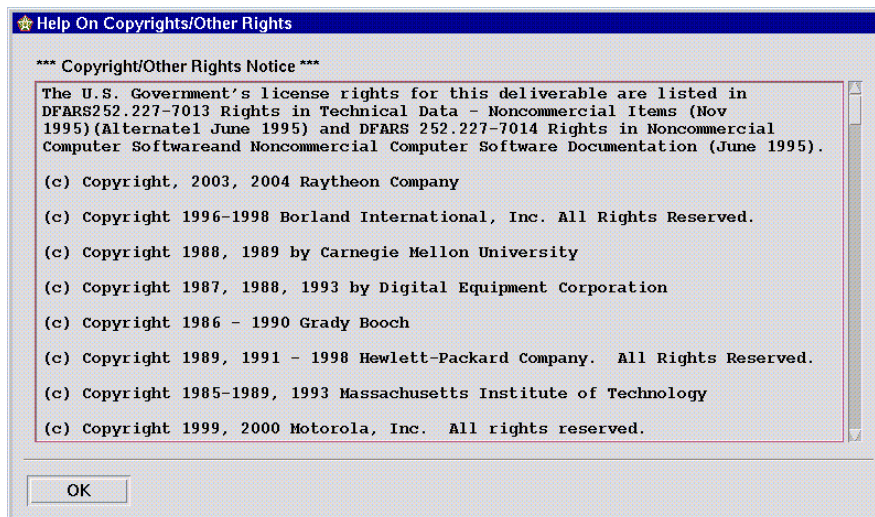 Help On Copyrights/Other Rights
*** Copyright/Other Rights Notice ***
The U.S. Government's license rights for this deliverable are listed in
DFARS252.227-7013 Rights in Technical Data - Noncommercial Items (Nov
1995)(Alternate1 June 1995) and DFARS 252.227-7014 Rights in Noncommercial
Computer Softwareand Noncommercial Computer Software Documentation (June 1995).
(c) Copyright, 2003, 2004 Raytheon Company
(c) Copyright 1996-1998 Borland International, Inc. All Rights Reserved.
(c) Copyright 1988, 1989 by Carnegie Mellon University
(c) Copyright 1987, 1988, 1993 by Digital Equipment Corporation
(c) Copyright 1986 - 1990 Grady Booch
(c) Copyright 1989, 1991 - 1998 Hewlett-Packard Company.  All Rights Reserved.
(c) Copyright 1985-1989, 1993 Massachusetts Institute of Technology
(c) Copyright 1999, 2000 Motorola, Inc.  All rights reserved.
OK